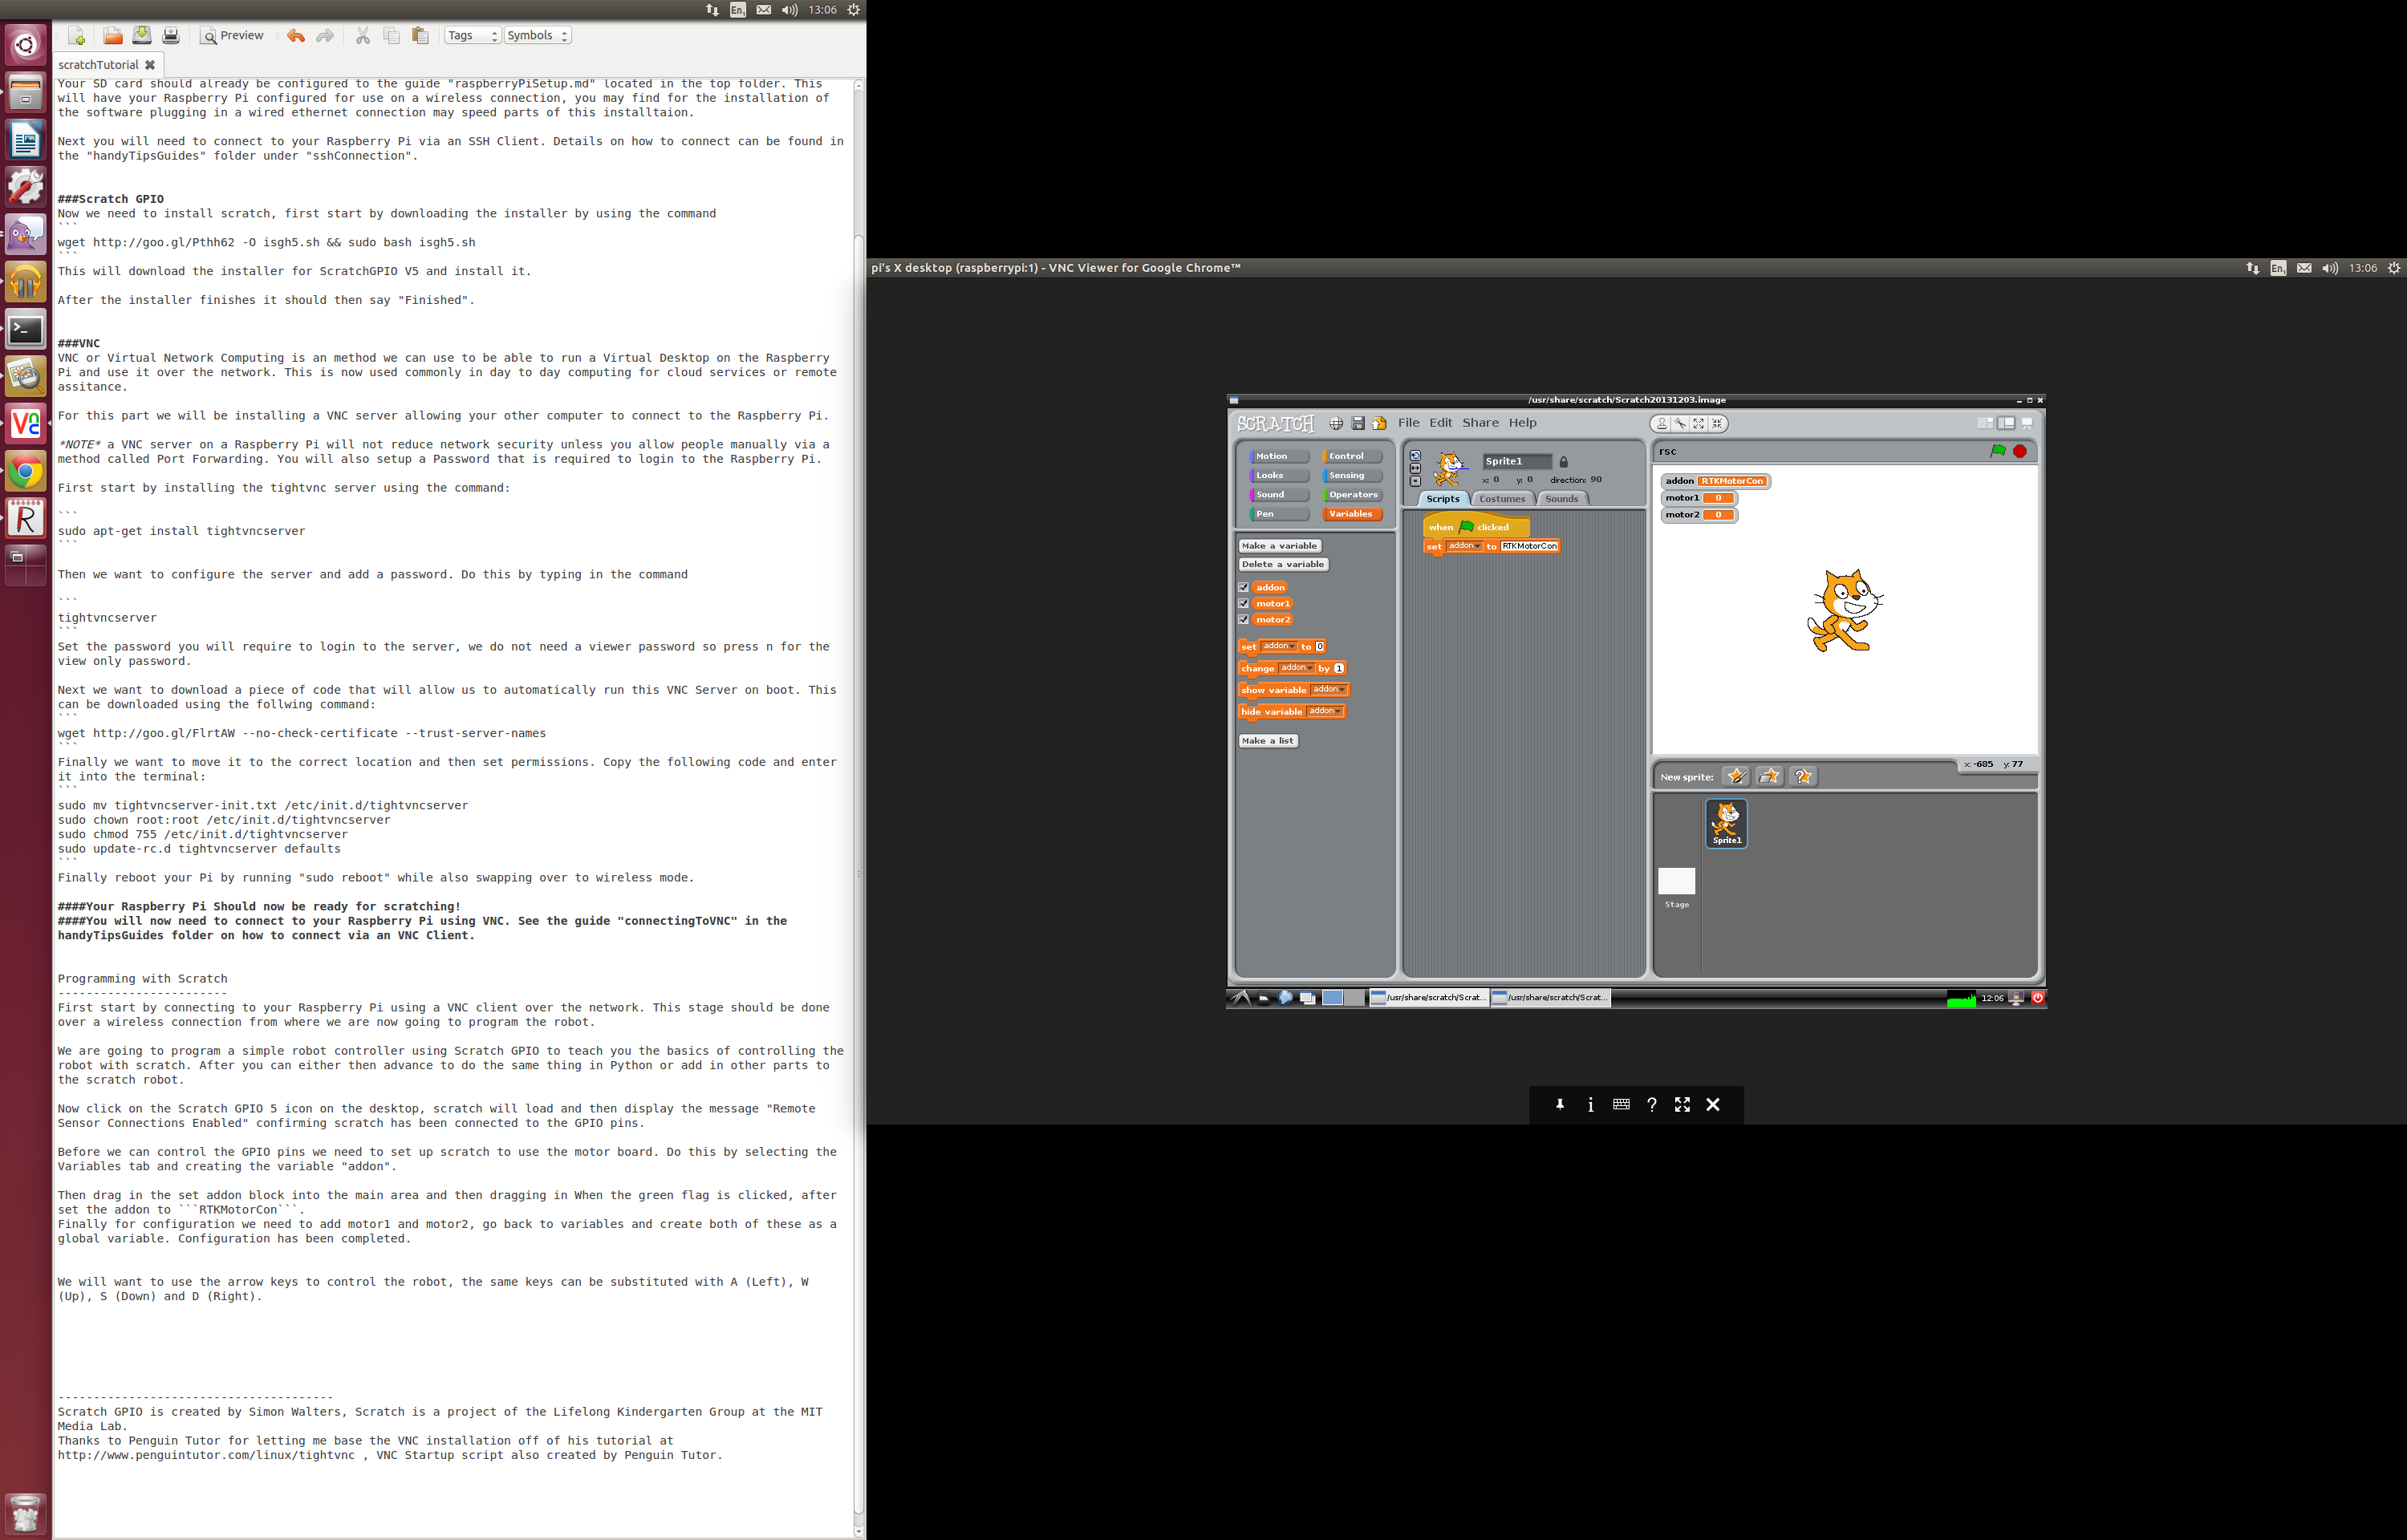 13:06
Preview
Tags
Symbols
scratchTutorial
Your SD card should already be configured to the guide "raspberryPiSetup.md" located in the top folder. This
will have your Raspberry Pi configured for use on a wireless connection, you may find for the installation of
the software plugging in a wired ethernet connection may speed parts of this installtaion.
Next you will need to connect to your Raspberry Pi via an SSH Client. Details on how to connect can be found in
the "handyTipsGuides" folder under "sshConnection".
###Scratch GPIO
Now we need to install scratch, first start by downloading the installer by using the command
```
wget http://goo.gl/Pthh62 -O isgh5.sh && sudo bash isgh5.sh
```
This will download the installer for ScratchGPIO V5 and install it.
After the installer finishes it should then say "Finished".
###VNC
VNC or Virtual Network Computing is an method we can use to be able to run a Virtual Desktop on the Raspberry
Pi and use it over the network. This is now used commonly in day to day computing for cloud services or remote
assitance.
For this part we will be installing a VNC server allowing your other computer to connect to the Raspberry Pi.
*NOTE* a VNC server on a Raspberry Pi will not reduce network security unless you allow people manually via a
method called Port Forwarding. You will also setup a Password that is required to login to the Raspberry Pi.
First start by installing the tightvnc server using the command:
```
sudo apt-get install tightvncserver
```
Then we want to configure the server and add a password. Do this by typing in the command
```
tightvncserver
```
Set the password you will require to login to the server, we do not need a viewer password so press n for the
view only password.
Next we want to download a piece of code that will allow us to automatically run this VNC Server on boot. This
can be downloaded using the follwing command:
```
wget http://goo.gl/FlrtAW --no-check-certificate --trust-server-names
```
Finally we want to move it to the correct location and then set permissions. Copy the following code and enter
it into the terminal:
```
sudo mv tightvncserver-init.txt /etc/init.d/tightvncserver
sudo chown root:root /etc/init.d/tightvncserver
sudo chmod 755 /etc/init.d/tightvncserver
sudo update-rc.d tightvncserver defaults
```
Finally reboot your Pi by running "sudo reboot" while also swapping over to wireless mode.
####Your Raspberry Pi Should now be ready for scratching!
####You will now need to connect to your Raspberry Pi using VNC. See the guide "connectingToVNC" in the
handyTipsGuides folder on how to connect via an VNC Client.
Programming with Scratch
------------------------
First start by connecting to your Raspberry Pi using a VNC client over the network. This stage should be done
over a wireless connection from where we are now going to program the robot.
We are going to program a simple robot controller using Scratch GPIO to teach you the basics of controlling the
robot with scratch. After you can either then advance to do the same thing in Python or add in other parts to
the scratch robot.
Now click on the Scratch GPIO 5 icon on the desktop, scratch will load and then display the message "Remote
Sensor Connections Enabled" confirming scratch has been connected to the GPIO pins.
Before we can control the GPIO pins we need to set up scratch to use the motor board. Do this by selecting the
Variables tab and creating the variable "addon".
Then drag in the set addon block into the main area and then dragging in When the green flag is clicked, after
set the addon to ```RTKMotorCon```.
Finally for configuration we need to add motor1 and motor2, go back to variables and create both of these as a
global variable. Configuration has been completed.
We will want to use the arrow keys to control the robot, the same keys can be substituted with A (Left), W
(Up), S (Down) and D (Right).
---------------------------------------
Scratch GPIO is created by Simon Walters, Scratch is a project of the Lifelong Kindergarten Group at the MIT
Media Lab.
Thanks to Penguin Tutor for letting me base the VNC installation off of his tutorial at
http://www.penguintutor.com/linux/tightvnc , VNC Startup script also created by Penguin Tutor.
pi's X desktop (raspberrypi:1) - VNC Viewer for Google Chrome™
En1 13:06
/usr/share/scratch/Scratch20131203.image
SCRATCH File Edit Share Help
Motion Control
Looks Sensing
Sound Operators
Pen Variables
Make a variable
Delete a variable
addon
motor1
motor2
set addon to 0
change addon by 1
show variable addon
hide variable addon
Make a list
Sprite1
x: 0 y: 0 direction: 90
Scripts Costumes Sounds
when clicked
set addon to RTKMotorCon
rsc
addon RTKMotorCon
motor1 0
motor2 0
x: -685 y: 77
New sprite:
Sprite1
Stage
/usr/share/scratch/Scrat...
/usr/share/scratch/Scrat...
12:06